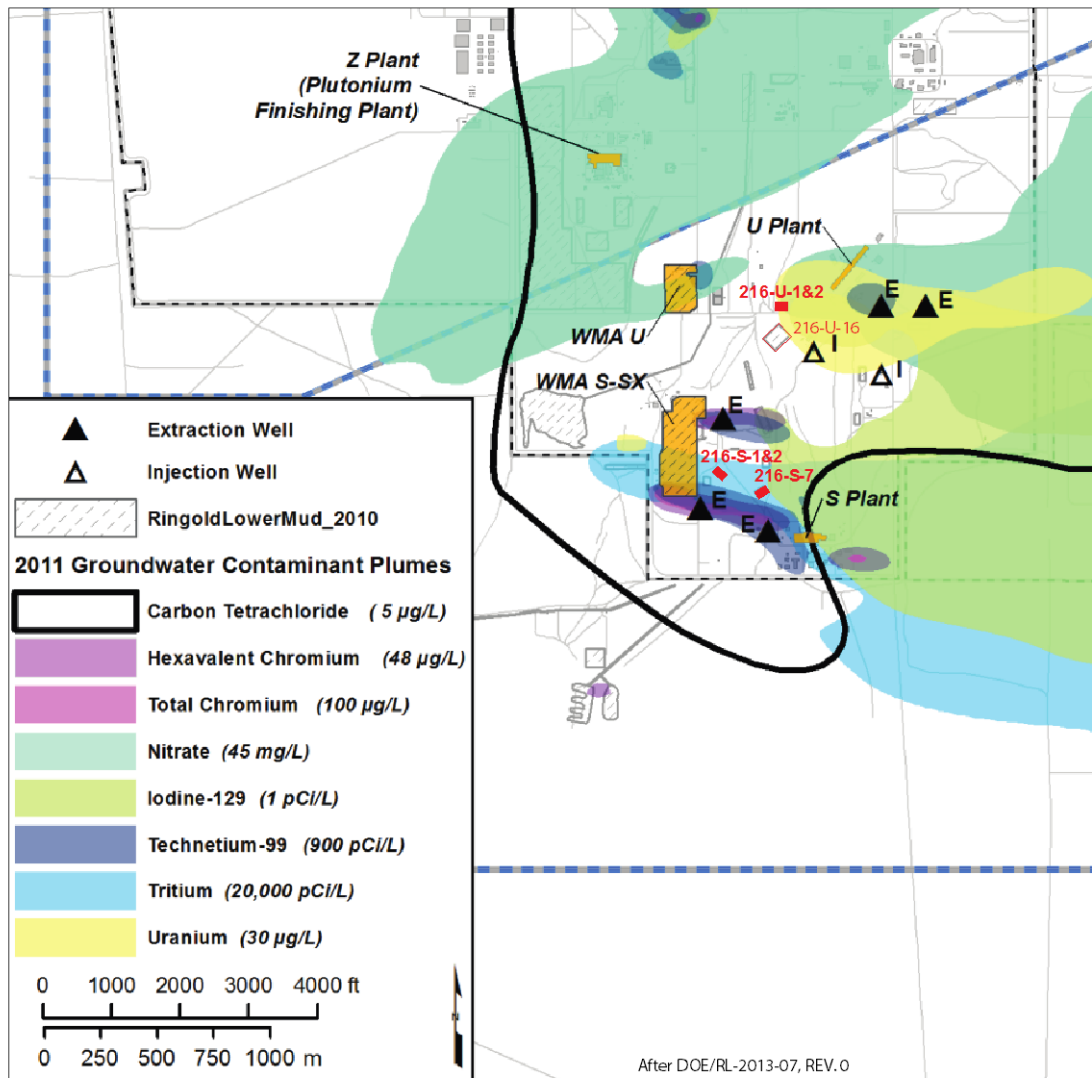 Z Plant
(Plutonium
Finishing Plant)
U Plant
E
E
216-U-1&2
216-U-16
WMA U
I
I
WMA S-SX
E
216-S-1&2
216-S-7
E
S Plant
E
Extraction Well
Injection Well
RingoldLowerMud_2010
2011 Groundwater Contaminant Plumes
Carbon Tetrachloride ( 5 µg/L)
Hexavalent Chromium (48 µg/L)
Total Chromium (100 µg/L)
Nitrate (45 mg/L)
Iodine-129 (1 pCi/L)
Technetium-99 (900 pCi/L)
Tritium (20,000 pCi/L)
Uranium (30 µg/L)
0 1000 2000 3000 4000 ft
0 250 500 750 1000 m
After DOE/RL-2013-07, REV.0